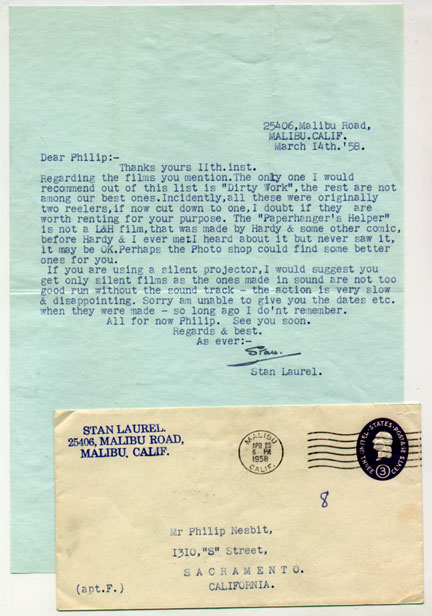 25406,Malibu Road,
MALIBU.CALIF.
March 14th.'58.
Dear Philip:-
Thanks yours IIth.inst.
Regarding the films you mention.The only one I would
recommend out of this list is "Dirty Work",the rest are not
among our best ones.Incidently,all these were originally
two reelers,if now cut down to one,I doubt if they are
worth renting for your purpose. The "Paperhanger's Helper"
is not a L&H film,that was made by Hardy & some other comic,
before Hardy & I ever metI heard about it but never saw it,
it may be OK.Perhaps the Photo shop could find some better
ones for you.
If you are using a silent projector,I would suggest you
get only silent films as the ones made in sound are not too
good run without the sound track - the action is very slow
& disappointing. Sorry am unable to give you the dates etc.
when they were made - so long ago I do'nt remember.
All for now Philip. See you soon.
Regards & best.
As ever:-
Stan.
Stan Laurel.
STAN LAUREL.
25406, MALIBU ROAD,
MALIBU, CALIF.
MALIBU
APR 23
6 PM
1958
CALIF.
UNITED·STATES·POSTAGE
THREE 3 CENTS
8
Mr Philip Nesbit,
1310,"S" Street,
SACRAMENTO.
(apt.F.) CALIFORNIA.